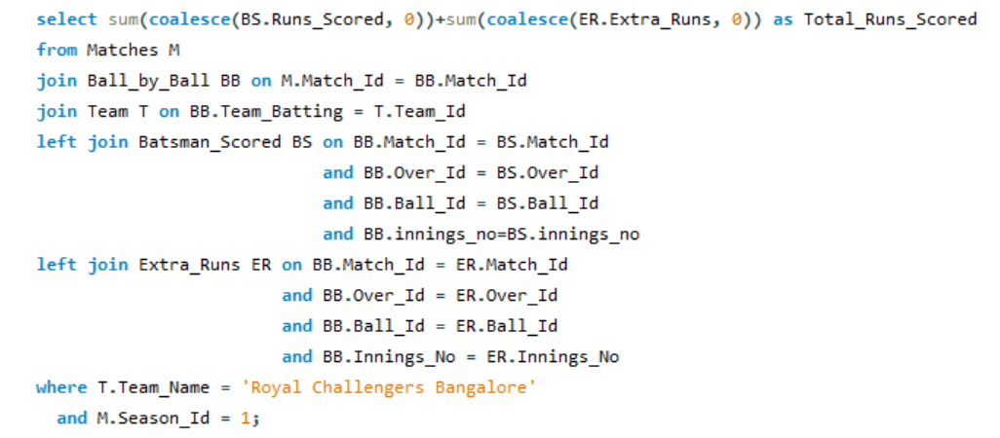 select sum(coalesce(BS.Runs_Scored, 0))+sum(coalesce(ER.Extra_Runs, 0)) as Total_Runs_Scored
from Matches M
join Ball_by_Ball BB on M.Match_Id = BB.Match_Id
join Team T on BB.Team_Batting = T.Team_Id
left join Batsman_Scored BS on BB.Match_Id = BS.Match_Id
and BB.Over_Id = BS.Over_Id
and BB.Ball_Id = BS.Ball_Id
and BB.innings_no=BS.innings_no
left join Extra_Runs ER on BB.Match_Id = ER.Match_Id
and BB.Over_Id = ER.Over_Id
and BB.Ball_Id = ER.Ball_Id
and BB.Innings_No = ER.Innings_No
where T.Team_Name = 'Royal Challengers Bangalore'
and M.Season_Id = 1;